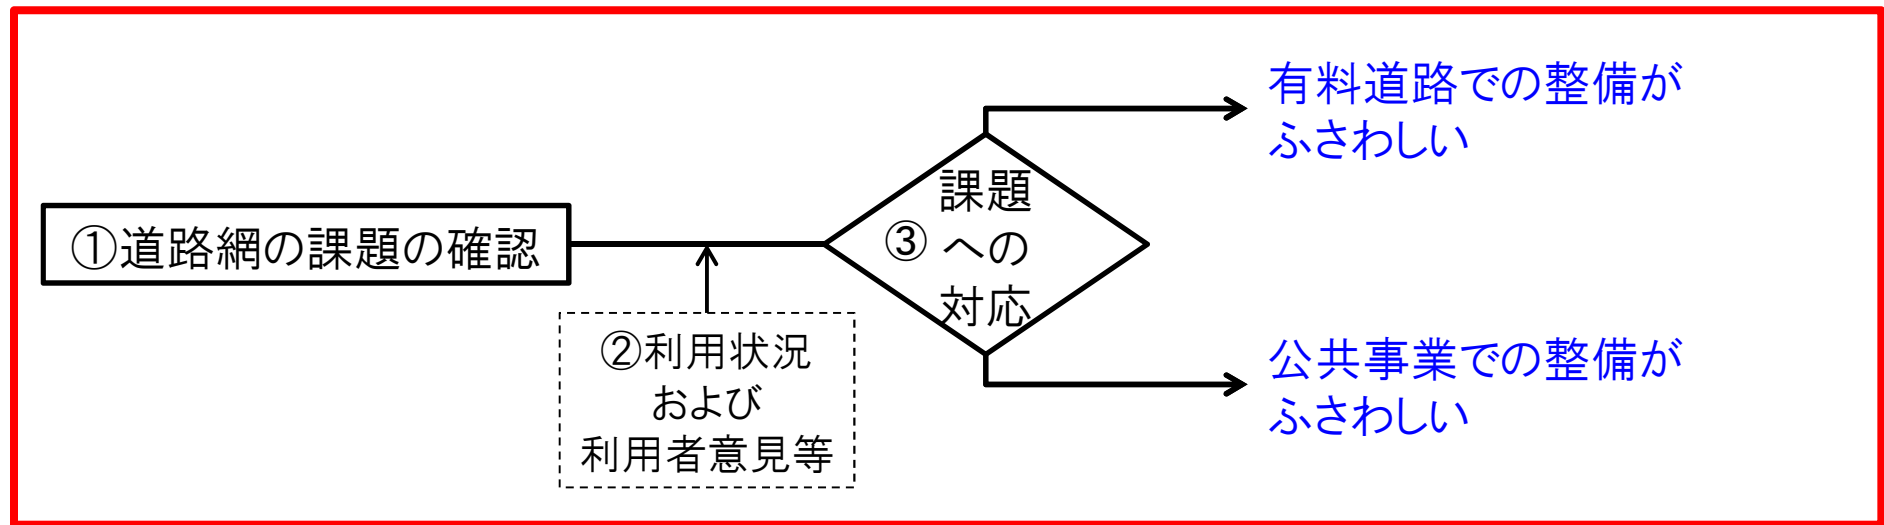 ①道路網の課題の確認
②利用状況
および
利用者意見等
③
課題
への
対応
有料道路での整備が
ふさわしい
公共事業での整備が
ふさわしい